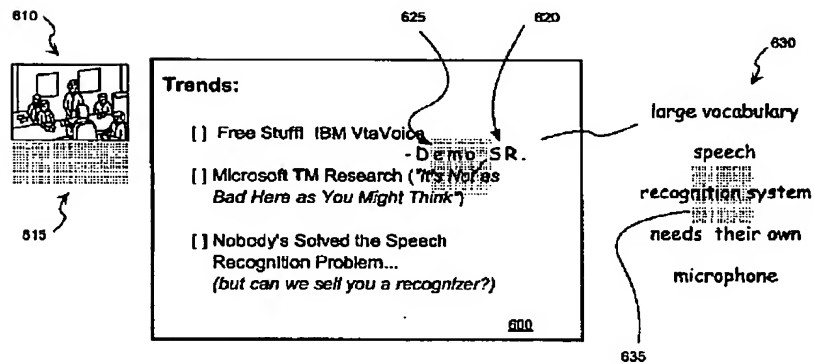 610
625
620
630
Trends:
[ ] Free Stuff! IBM VtaVoice
-Demo SR.
[ ] Microsoft TM Research ("It's Not as
Bad Here as You Might Think")
[ ] Nobody's Solved the Speech
Recognition Problem...
(but can we sell you a recognizer?)
600
large vocabulary
speech
recognition system
needs their own
microphone
615
635